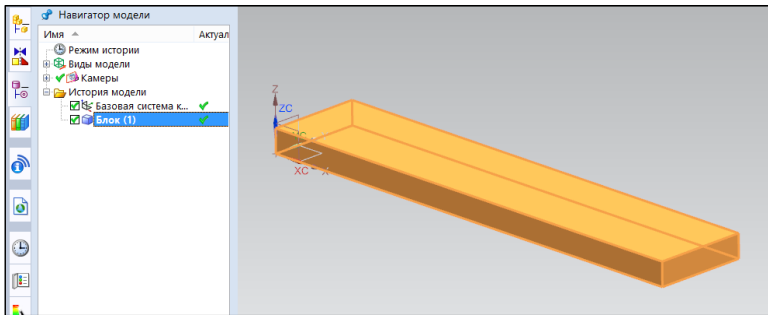 Навигатор модели
Имя Актуал
Режим истории
Виды модели
Камеры
История модели
Базовая система к...
Блок (1)
Z
ZC
XC X